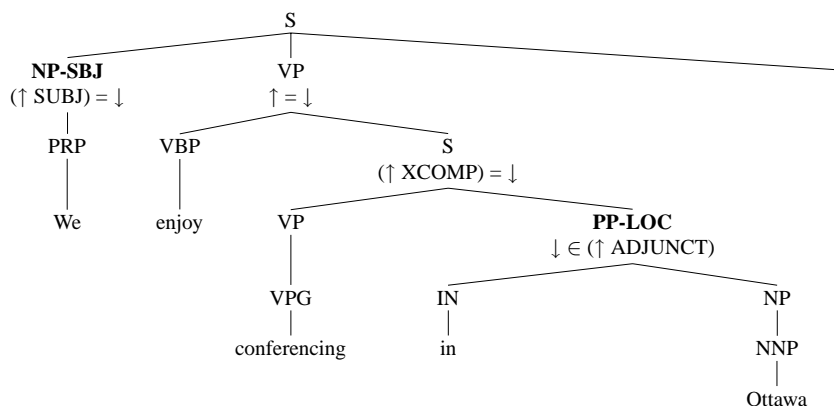 S
NP-SBJ VP
(↑ SUBJ) = ↓ ↑ = ↓
PRP VBP S
(↑ XCOMP) = ↓
We enjoy VP PP-LOC
↓ ∈ (↑ ADJUNCT)
VPG IN NP
conferencing in NNP
Ottawa